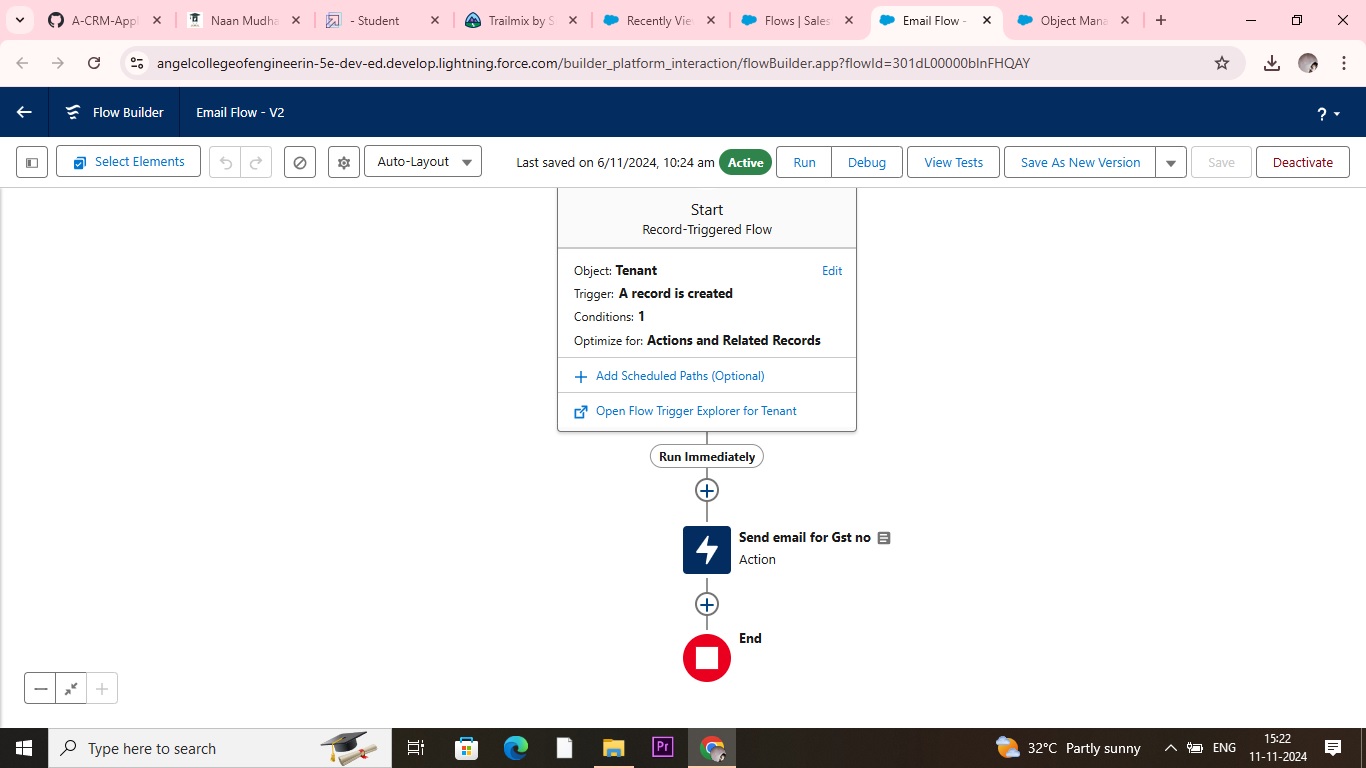 A-CRM-Appl
Naan Mudha
- Student
Trailmix by S
Recently Vie
Flows | Sales
Email Flow -
Object Mana
angelcollegeofengineerin-5e-dev-ed.develop.lightning.force.com/builder_platform_interaction/flowBuilder.app?flowId=301dL00000blnFHQAY
Flow Builder
Email Flow - V2
?
Select Elements
Auto-Layout
Last saved on 6/11/2024, 10:24 am
Active
Run
Debug
View Tests
Save As New Version
Save
Deactivate
Start
Record-Triggered Flow
Object: Tenant
Edit
Trigger: A record is created
Conditions: 1
Optimize for: Actions and Related Records
Add Scheduled Paths (Optional)
Open Flow Trigger Explorer for Tenant
Run Immediately
Send email for Gst no
Action
End
Type here to search
Pr
32°C Partly sunny
ENG
15:22
11-11-2024